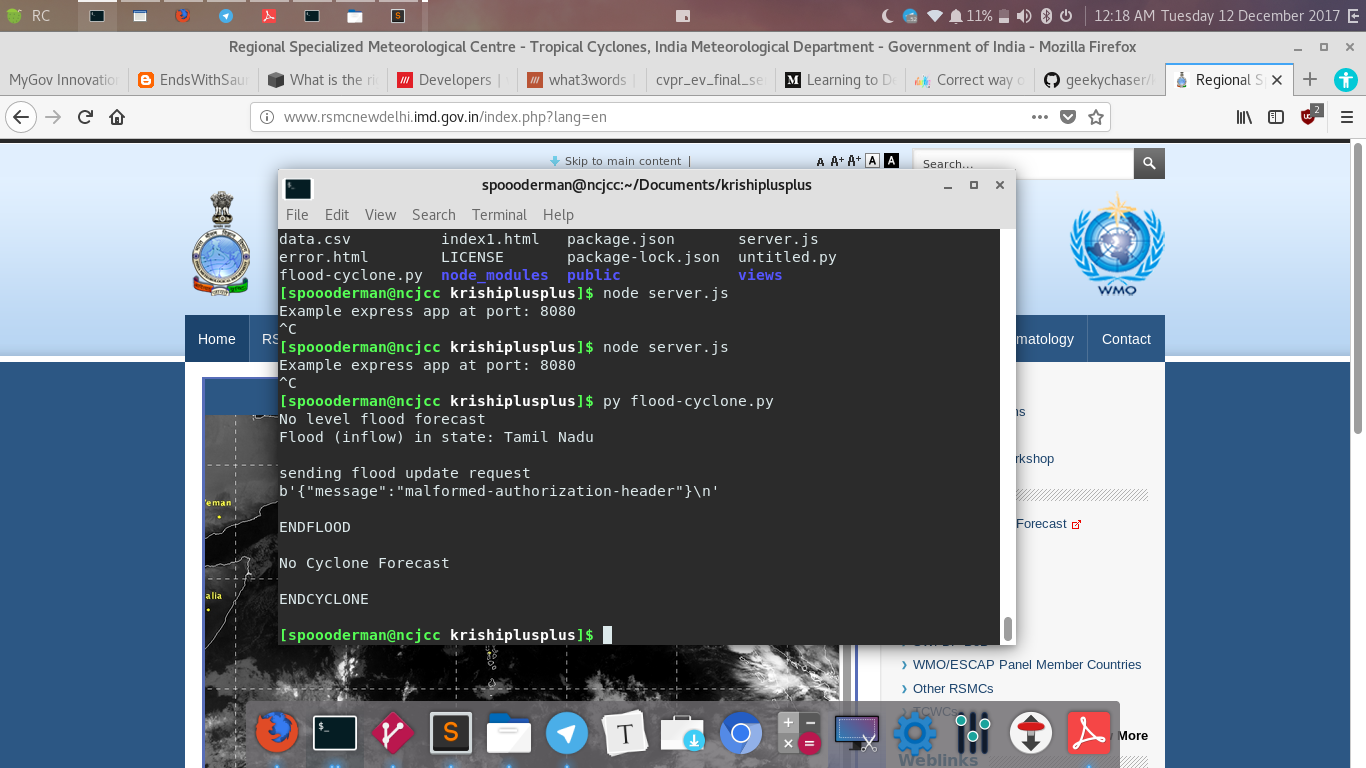 RC
11%
12:18 AM Tuesday 12 December 2017
Regional Specialized Meteorological Centre - Tropical Cyclones, India Meteorological Department - Government of India - Mozilla Firefox
MyGov Innovation
EndsWithSau
What is the ri
Developers |
what3words |
cvpr_ev_final_se
Learning to De
Correct way o
geekychaser/
Regional S
www.rsmcnewdelhi.imd.gov.in/index.php?lang=en
2
Skip to main content |
A A+ A++ A A
Search...
spoooderman@ncjcc:~/Documents/krishiplusplus
File Edit View Search Terminal Help
data.csv index1.html package.json server.js
error.html LICENSE package-lock.json untitled.py
flood-cyclone.py node_modules public views
[spoooderman@ncjcc krishiplusplus]$ node server.js
Example express app at port: 8080
^C
[spoooderman@ncjcc krishiplusplus]$ node server.js
Example express app at port: 8080
^C
[spoooderman@ncjcc krishiplusplus]$ py flood-cyclone.py
No level flood forecast
Flood (inflow) in state: Tamil Nadu
sending flood update request
b'{"message":"malformed-authorization-header"}\n'
ENDFLOOD
No Cyclone Forecast
ENDCYCLONE
[spoooderman@ncjcc krishiplusplus]$
WMO
Home
RS
matology
Contact
ms
rkshop
Forecast
eman
alia
WMO/ESCAP Panel Member Countries
Other RSMCs
TCWCs
More
Weblinks